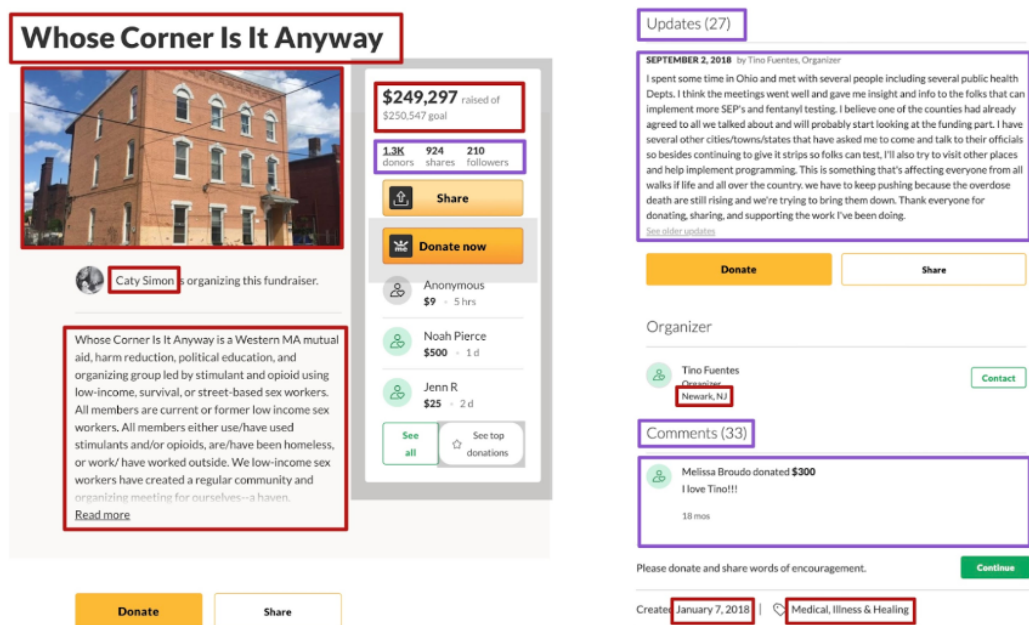 Whose Corner Is It Anyway
$249,297 raised of
$250,547 goal
1.3K 924 210
donors shares followers
Share
Donate now
Anonymous
$9 · 5 hrs
Noah Pierce
$500 · 1 d
Jenn R
$25 · 2 d
See all
See top donations
Caty Simon is organizing this fundraiser.
Whose Corner Is It Anyway is a Western MA mutual
aid, harm reduction, political education, and
organizing group led by stimulant and opioid using
low-income, survival, or street-based sex workers.
All members are current or former low income sex
workers. All members either use/have used
stimulants and/or opioids, are/have been homeless,
or work/ have worked outside. We low-income sex
workers have created a regular community and
organizing meeting for ourselves--a haven.
Read more
Donate
Share
Updates (27)
SEPTEMBER 2, 2018 by Tino Fuentes, Organizer
I spent some time in Ohio and met with several people including several public health
Depts. I think the meetings went well and gave me insight and info to the folks that can
implement more SEP's and fentanyl testing. I believe one of the counties had already
agreed to all we talked about and will probably start looking at the funding part. I have
several other cities/towns/states that have asked me to come and talk to their officials
so besides continuing to give it strips so folks can test, I'll also try to visit other places
and help implement programming. This is something that's affecting everyone from all
walks if life and all over the country. we have to keep pushing because the overdose
death are still rising and we're trying to bring them down. Thank everyone for
donating, sharing, and supporting the work I've been doing.
See older updates
Donate
Share
Organizer
Tino Fuentes
Organizer
Newark, NJ
Contact
Comments (33)
Melissa Broudo donated $300
I love Tino!!!
18 mos
Please donate and share words of encouragement.
Continue
Created January 7, 2018 | Medical, Illness & Healing